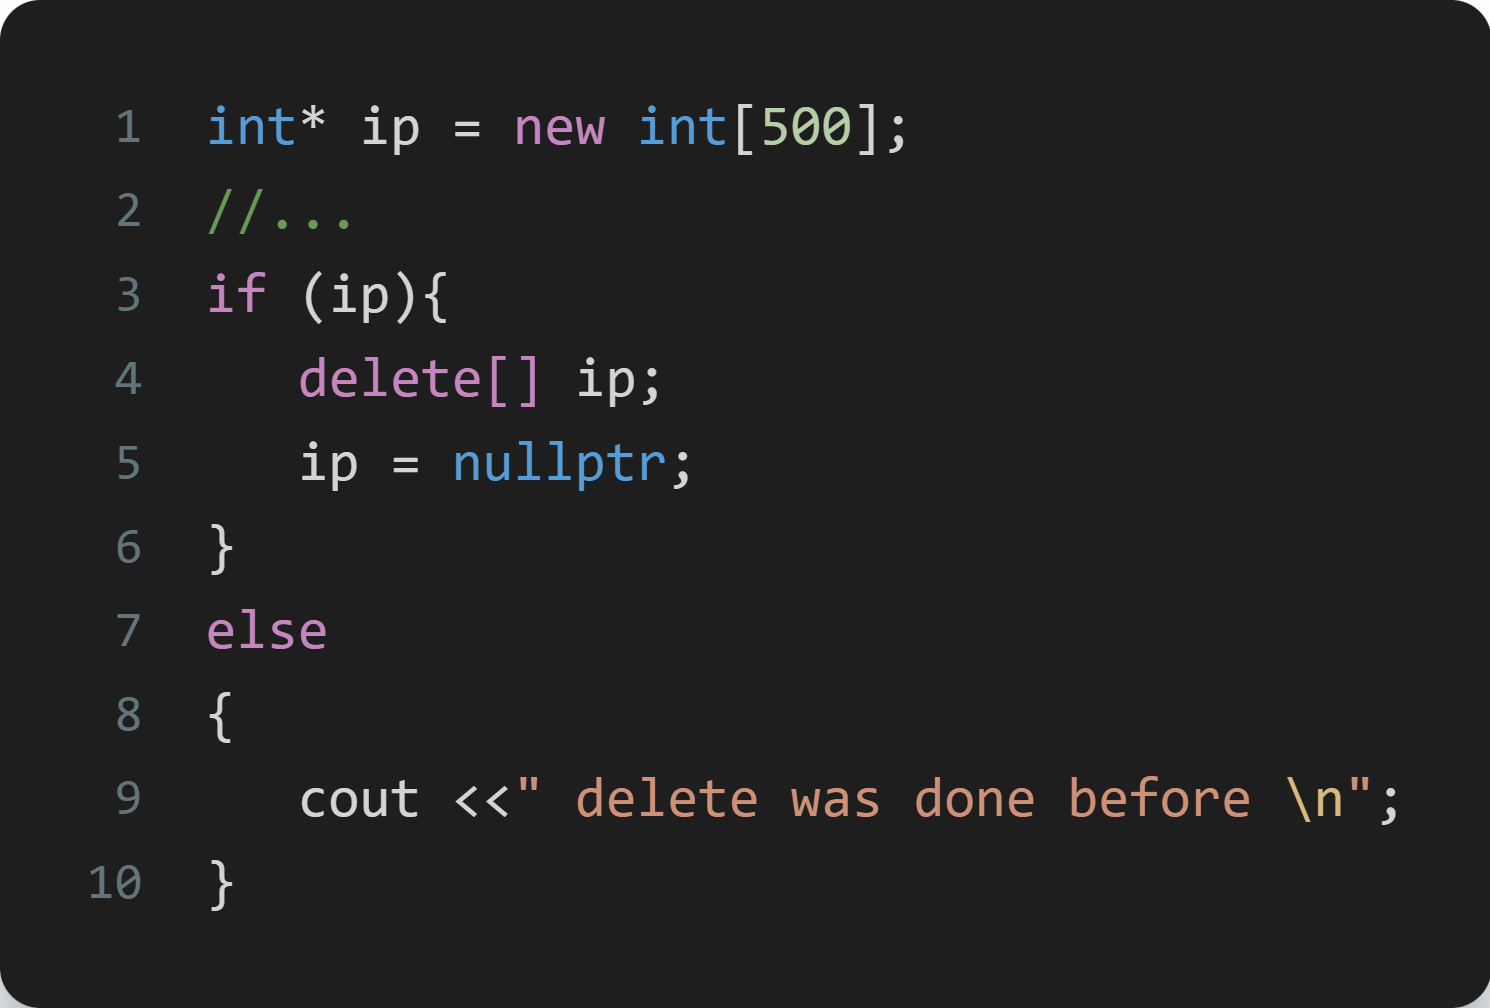 1 int* ip = new int[500];
2 //...
3 if (ip){
4    delete[] ip;
5    ip = nullptr;
6 }
7 else
8 {
9    cout <<" delete was done before \n";
10 }